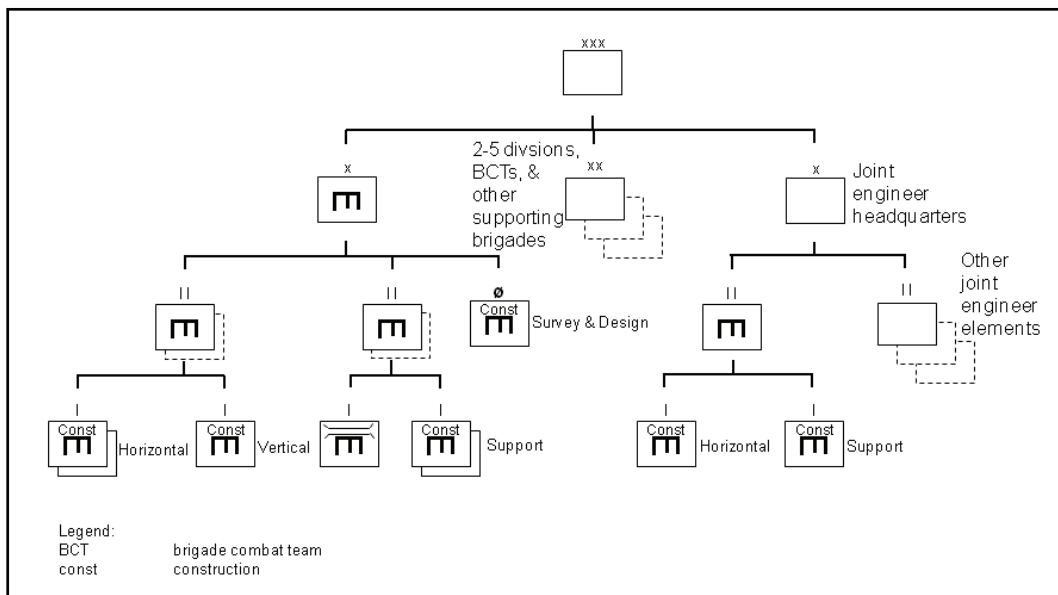 xxx
2-5 divsions,
BCTs, &
other
supporting
brigades
x
xx
x
Joint
engineer
headquarters
II
II
Ø
Const
Survey & Design
II
II
Other
joint
engineer
elements
I
Const
Horizontal
I
Const
Vertical
I
I
Const
Support
I
Const
Horizontal
I
Const
Support
Legend:
BCT brigade combat team
const construction